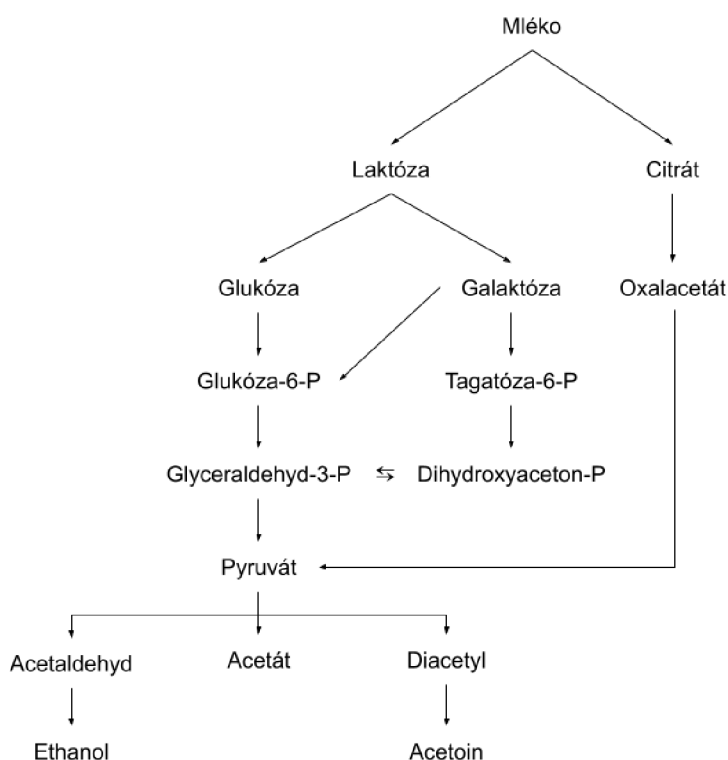 Mléko
Laktóza Citrát
Glukóza Galaktóza Oxalacetát
Glukóza-6-P Tagatóza-6-P
Glyceraldehyd-3-P ⇆ Dihydroxyaceton-P
Pyruvát
Acetaldehyd Acetát Diacetyl
Ethanol Acetoin